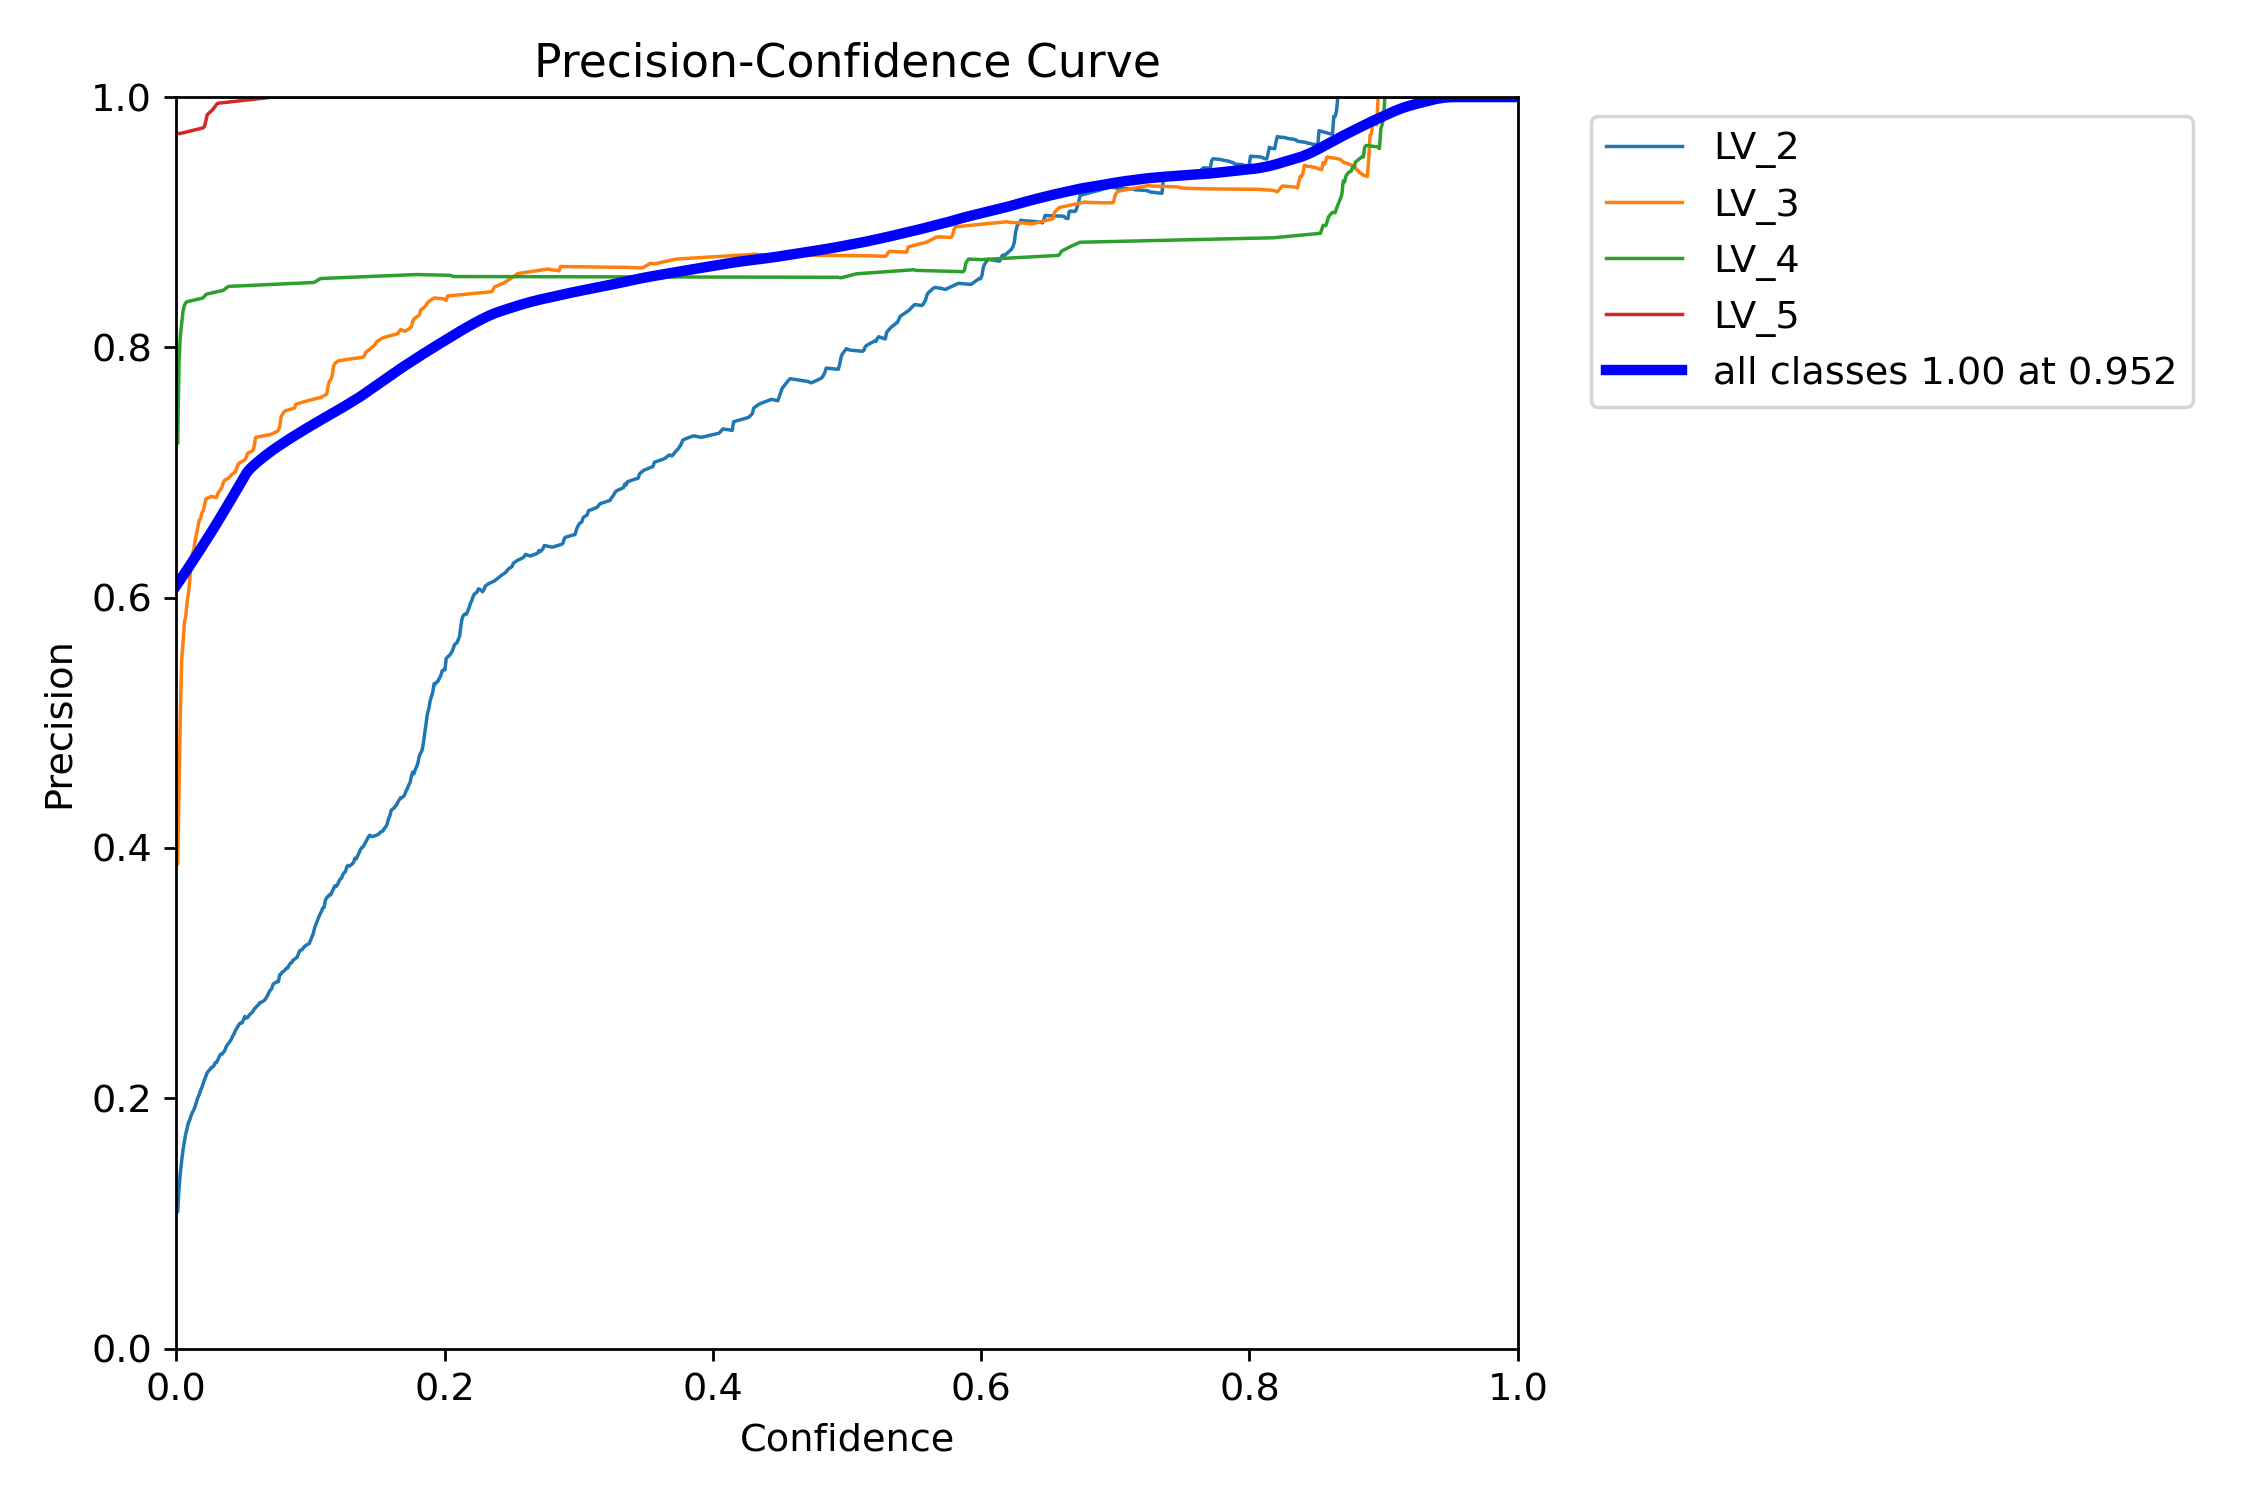 Precision-Confidence Curve
1.0
0.8
0.6
0.4
0.2
0.0
Precision
0.0 0.2 0.4 0.6 0.8 1.0
Confidence
LV_2
LV_3
LV_4
LV_5
all classes 1.00 at 0.952